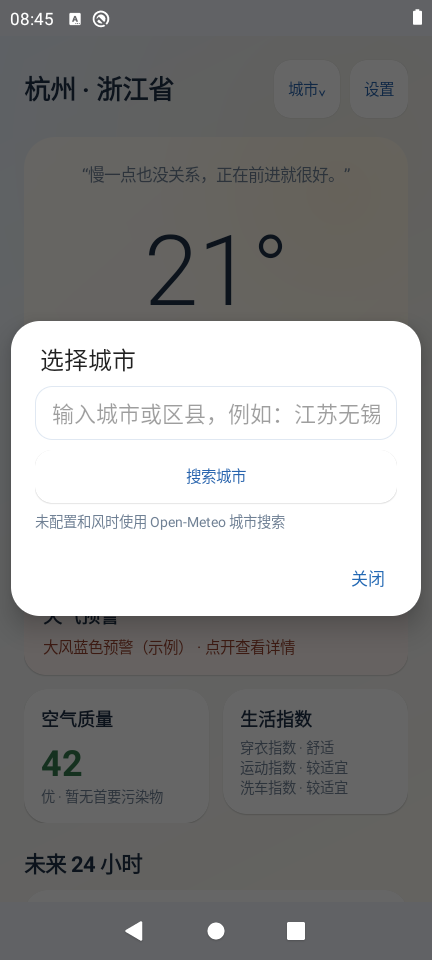 08:45
杭州 · 浙江省
城市
设置
“慢一点也没关系，正在前进就很好。”
21°
选择城市
输入城市或区县，例如：江苏无锡
搜索城市
未配置和风时使用 Open-Meteo 城市搜索
关闭
天气预警
大风蓝色预警（示例） · 点开查看详情
空气质量
42
优 · 暂无首要污染物
生活指数
穿衣指数 · 舒适
运动指数 · 较适宜
洗车指数 · 较适宜
未来 24 小时